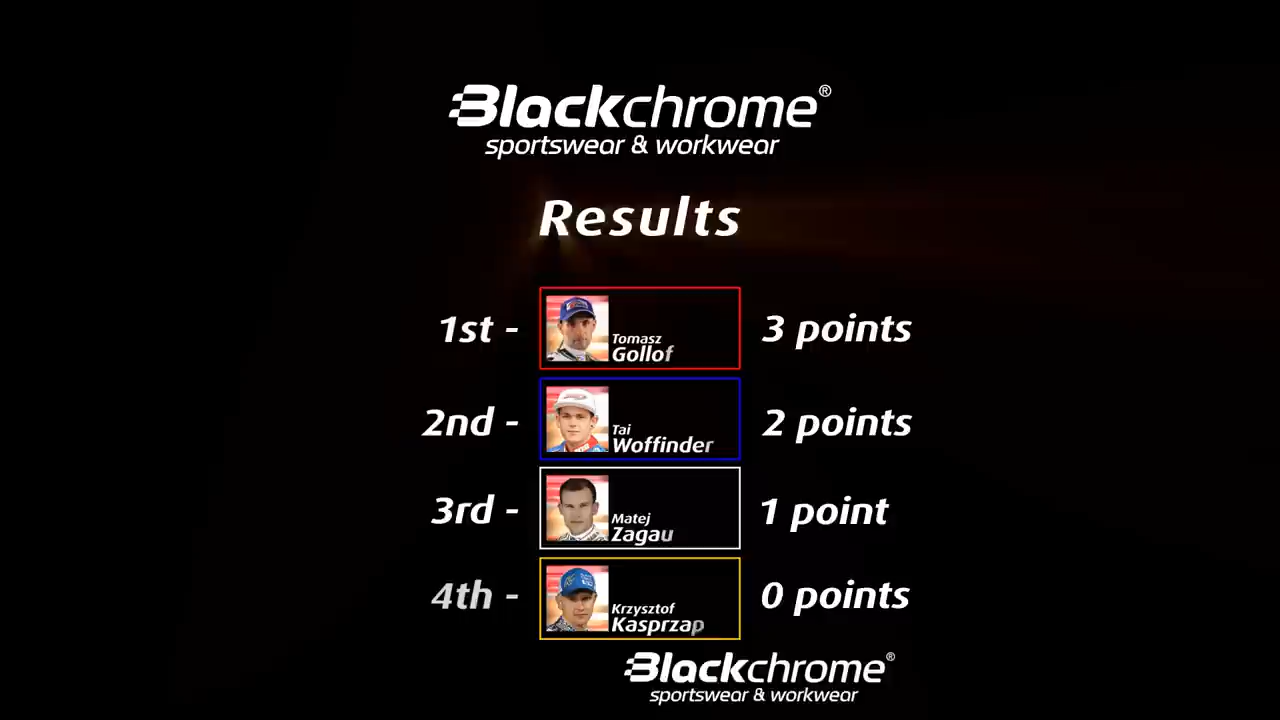 Blackchrome®
sportswear & workwear
Results
1st - Tomasz Gollof 3 points
2nd - Tai Woffinder 2 points
3rd - Matej Zagau 1 point
4th - Krzysztof Kasprzap 0 points
Blackchrome®
sportswear & workwear